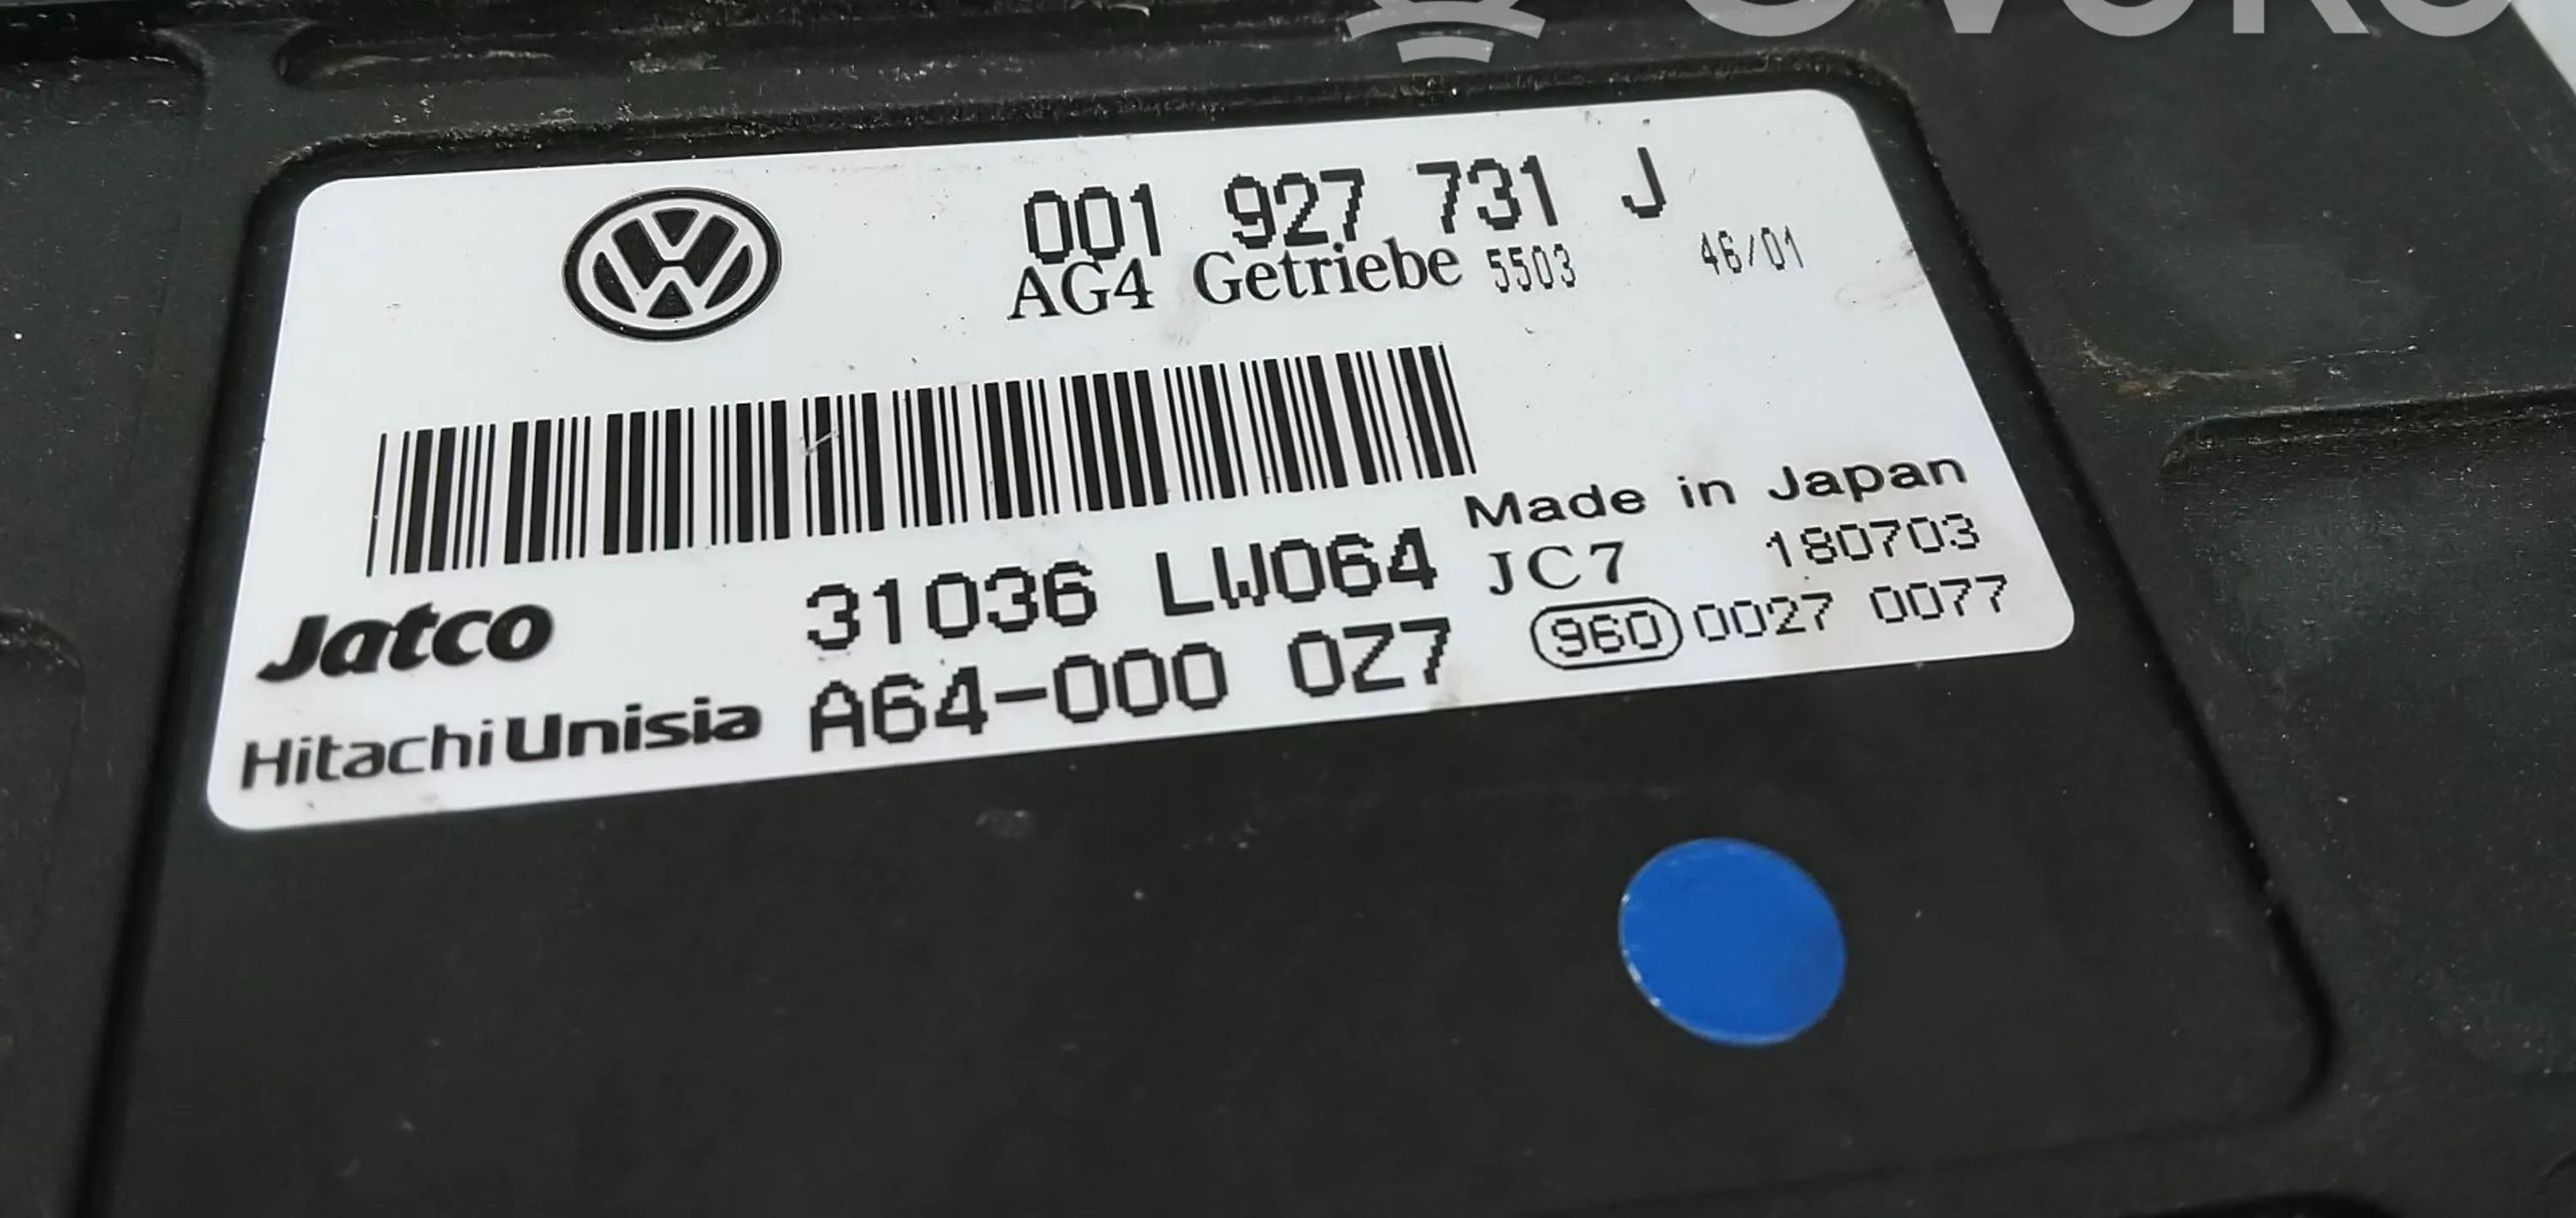 001 927 731 J
AG4 Getriebe 5503 46/01
Made in Japan
Jatco 31036 LW064 JC7 180703
HitachiUnisia A64-000 0Z7 960 0027 0077